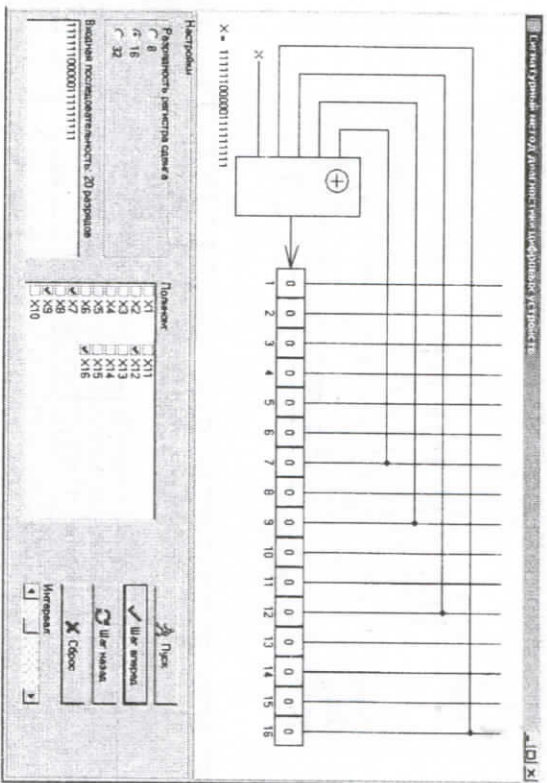 Сигнатурный метод диагностики цифровых устройств
X
X = 11111100000111111111
1 2 3 4 5 6 7 8 9 10 11 12 13 14 15 16
0 0 0 0 0 0 0 0 0 0 0 0 0 0 0 0
Настройки
Разрядность регистра сдвига
8
16
32
Входная последовательность: 20 разрядов
11111100000111111111
Полином:
X1
X2
X3
X4
X5
X6
X7
X8
X9
X10
X11
X12
X13
X14
X15
X16
Пуск
Шаг вперед
Шаг назад
Сброс
Интервал